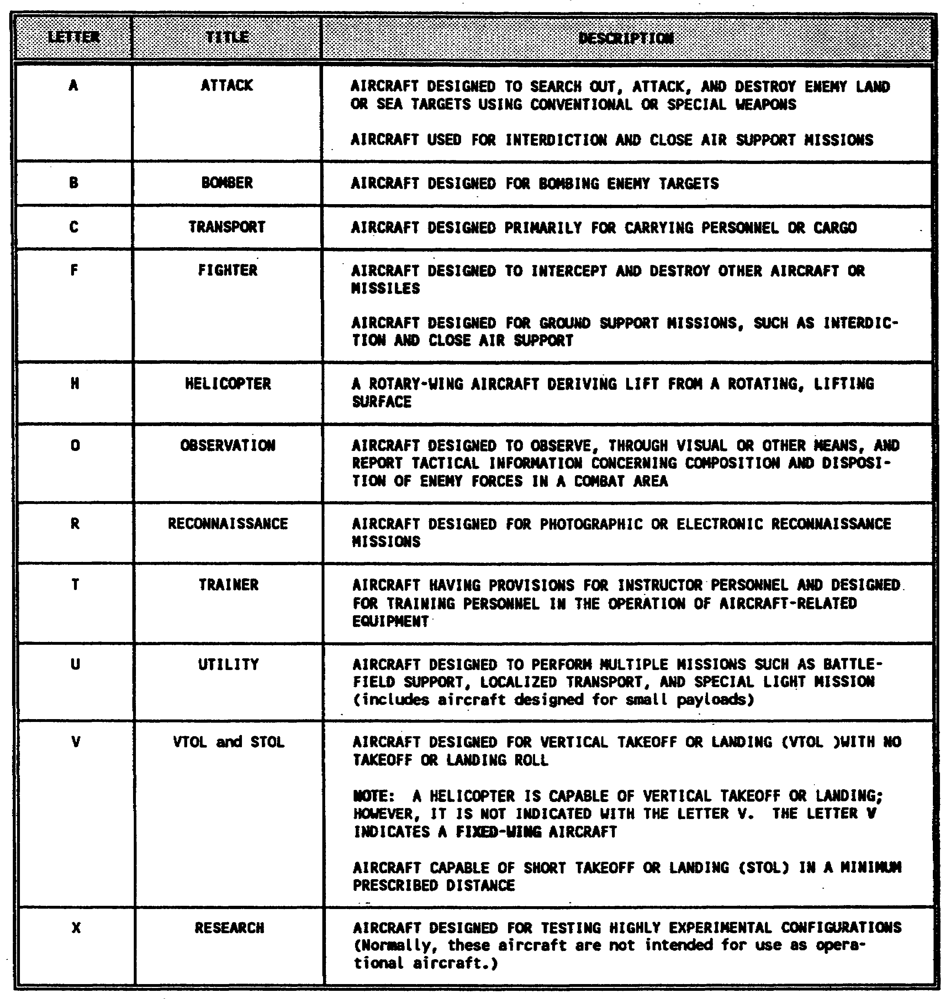 LETTER TITLE DESCRIPTION
A ATTACK AIRCRAFT DESIGNED TO SEARCH OUT, ATTACK, AND DESTROY ENEMY LAND
OR SEA TARGETS USING CONVENTIONAL OR SPECIAL WEAPONS
AIRCRAFT USED FOR INTERDICTION AND CLOSE AIR SUPPORT MISSIONS
B BOMBER AIRCRAFT DESIGNED FOR BOMBING ENEMY TARGETS
C TRANSPORT AIRCRAFT DESIGNED PRIMARILY FOR CARRYING PERSONNEL OR CARGO
F FIGHTER AIRCRAFT DESIGNED TO INTERCEPT AND DESTROY OTHER AIRCRAFT OR
MISSILES
AIRCRAFT DESIGNED FOR GROUND SUPPORT MISSIONS, SUCH AS INTERDIC-
TION AND CLOSE AIR SUPPORT
H HELICOPTER A ROTARY-WING AIRCRAFT DERIVING LIFT FROM A ROTATING, LIFTING
SURFACE
O OBSERVATION AIRCRAFT DESIGNED TO OBSERVE, THROUGH VISUAL OR OTHER MEANS, AND
REPORT TACTICAL INFORMATION CONCERNING COMPOSITION AND DISPOSI-
TION OF ENEMY FORCES IN A COMBAT AREA
R RECONNAISSANCE AIRCRAFT DESIGNED FOR PHOTOGRAPHIC OR ELECTRONIC RECONNAISSANCE
MISSIONS
T TRAINER AIRCRAFT HAVING PROVISIONS FOR INSTRUCTOR PERSONNEL AND DESIGNED
FOR TRAINING PERSONNEL IN THE OPERATION OF AIRCRAFT-RELATED
EQUIPMENT
U UTILITY AIRCRAFT DESIGNED TO PERFORM MULTIPLE MISSIONS SUCH AS BATTLE-
FIELD SUPPORT, LOCALIZED TRANSPORT, AND SPECIAL LIGHT MISSION
(includes aircraft designed for small payloads)
V VTOL and STOL AIRCRAFT DESIGNED FOR VERTICAL TAKEOFF OR LANDING (VTOL )WITH NO
TAKEOFF OR LANDING ROLL
NOTE: A HELICOPTER IS CAPABLE OF VERTICAL TAKEOFF OR LANDING;
HOWEVER, IT IS NOT INDICATED WITH THE LETTER V. THE LETTER V
INDICATES A FIXED-WING AIRCRAFT
AIRCRAFT CAPABLE OF SHORT TAKEOFF OR LANDING (STOL) IN A MINIMUM
PRESCRIBED DISTANCE
X RESEARCH AIRCRAFT DESIGNED FOR TESTING HIGHLY EXPERIMENTAL CONFIGURATIONS
(Normally, these aircraft are not intended for use as opera-
tional aircraft.)